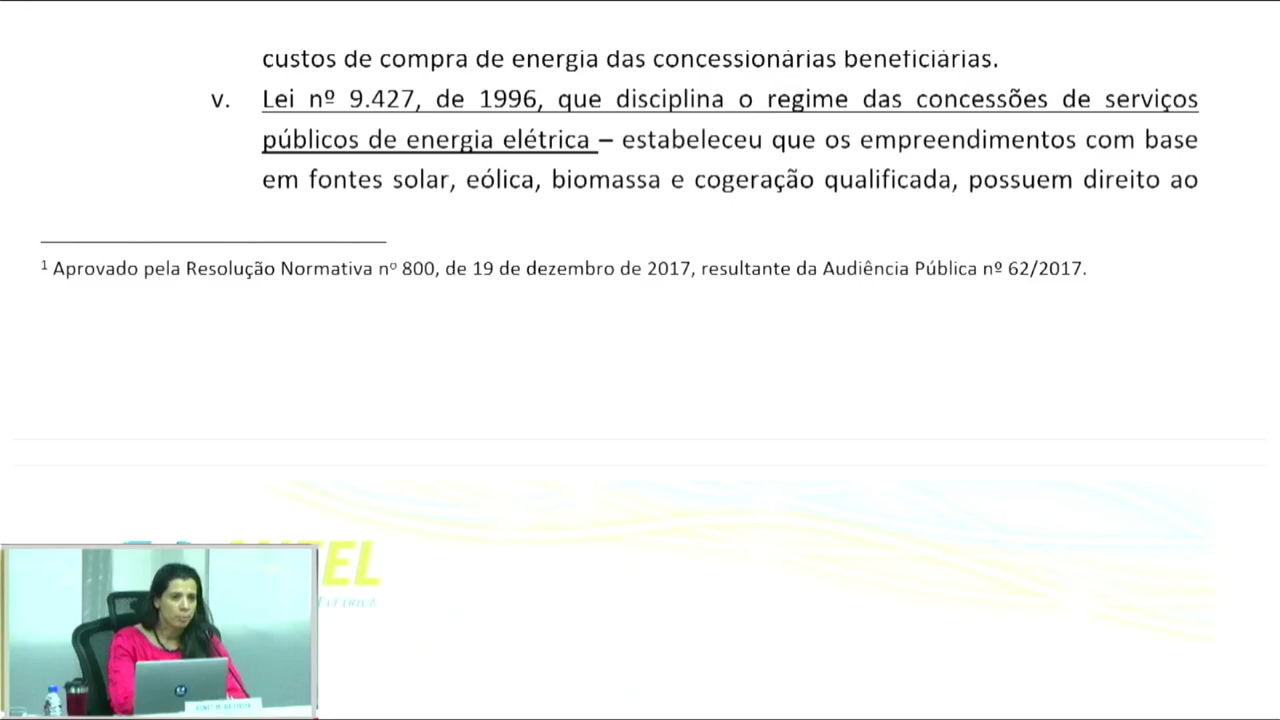 custos de compra de energia das concessionárias beneficiárias.
v. Lei nº 9.427, de 1996, que disciplina o regime das concessões de serviços
públicos de energia elétrica – estabeleceu que os empreendimentos com base
em fontes solar, eólica, biomassa e cogeração qualificada, possuem direito ao
¹ Aprovado pela Resolução Normativa nº 800, de 19 de dezembro de 2017, resultante da Audiência Pública nº 62/2017.